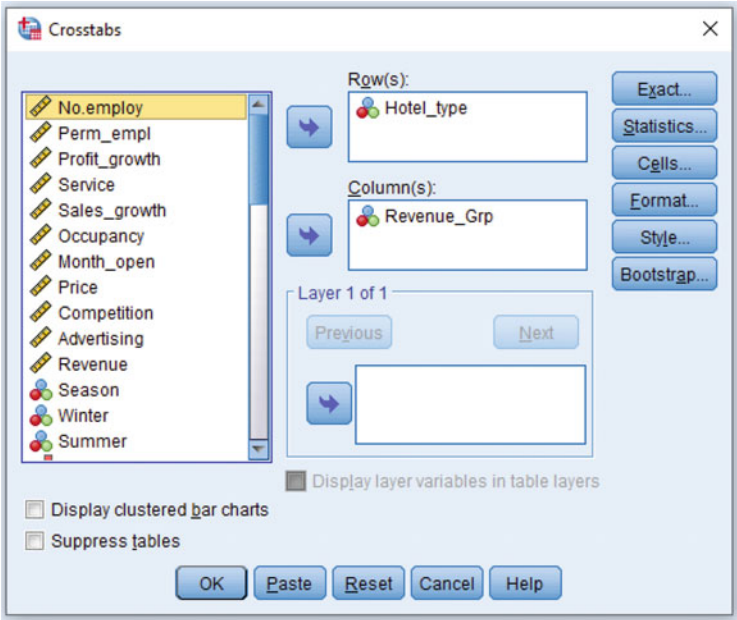 Crosstabs
No.employ
Perm_empl
Profit_growth
Service
Sales_growth
Occupancy
Month_open
Price
Competition
Advertising
Revenue
Season
Winter
Summer
Row(s):
Hotel_type
Column(s):
Revenue_Grp
Layer 1 of 1
Previous
Next
Display layer variables in table layers
Exact...
Statistics...
Cells...
Format...
Style...
Bootstrap...
Display clustered bar charts
Suppress tables
OK Paste Reset Cancel Help